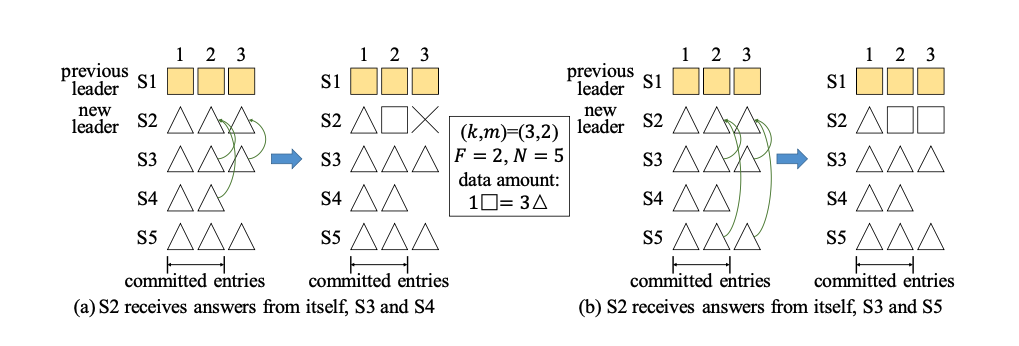 1 2 3
previous leader S1
new leader S2
S3
S4
S5
committed entries
(a) S2 receives answers from itself, S3 and S4
1 2 3
S1
S2
S3
S4
S5
committed entries
(k,m)=(3,2)
F = 2, N = 5
data amount:
1□= 3△
1 2 3
previous leader S1
new leader S2
S3
S4
S5
committed entries
(b) S2 receives answers from itself, S3 and S5
1 2 3
S1
S2
S3
S4
S5
committed entries